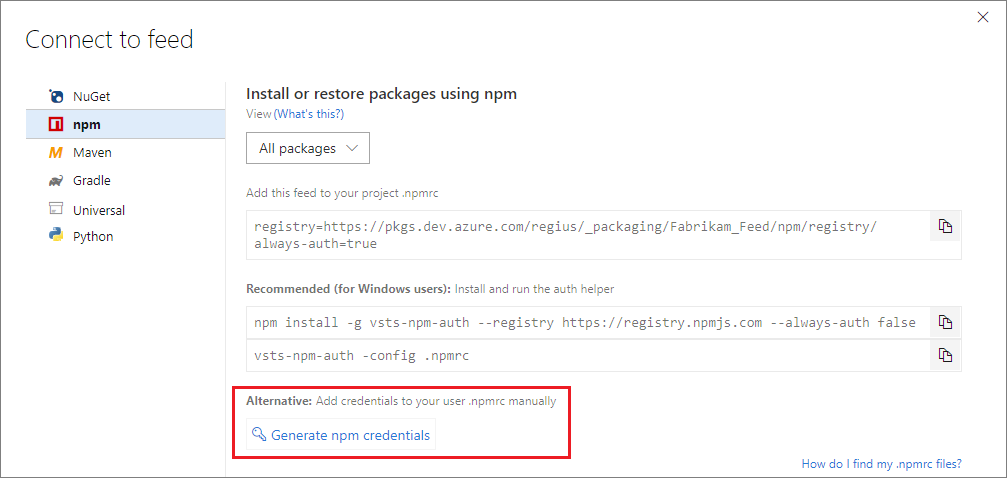 Connect to feed
NuGet
npm
Maven
Gradle
Universal
Python
Install or restore packages using npm
View (What's this?)
All packages
Add this feed to your project .npmrc
registry=https://pkgs.dev.azure.com/regius/_packaging/Fabrikam_Feed/npm/registry/
always-auth=true
Recommended (for Windows users): Install and run the auth helper
npm install -g vsts-npm-auth --registry https://registry.npmjs.com --always-auth false
vsts-npm-auth -config .npmrc
Alternative: Add credentials to your user .npmrc manually
Generate npm credentials
How do I find my .npmrc files?